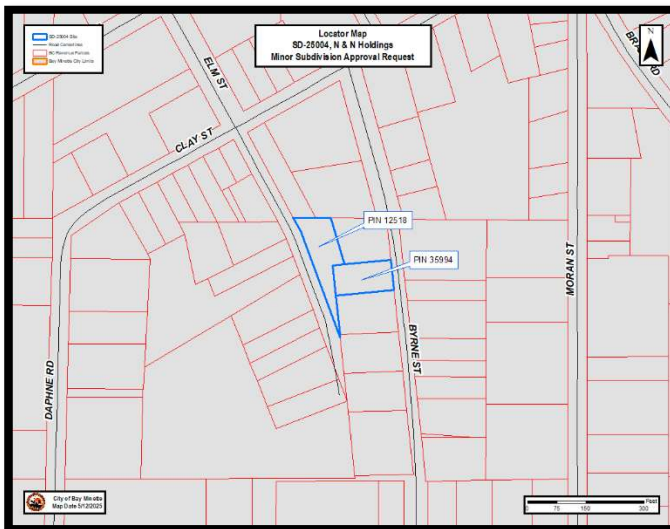 SD-25004 Site
Road Centerlines
BC Revenue Parcels
Bay Minette City Limits
Locator Map
SD-25004, N & N Holdings
Minor Subdivision Approval Request
N
ELM ST
CLAY ST
PIN 12518
PIN 35994
BYRNE ST
MORAN ST
DAPHNE RD
City of Bay Minette
Map Date 5/12/2025
Feet
0 75 150 300